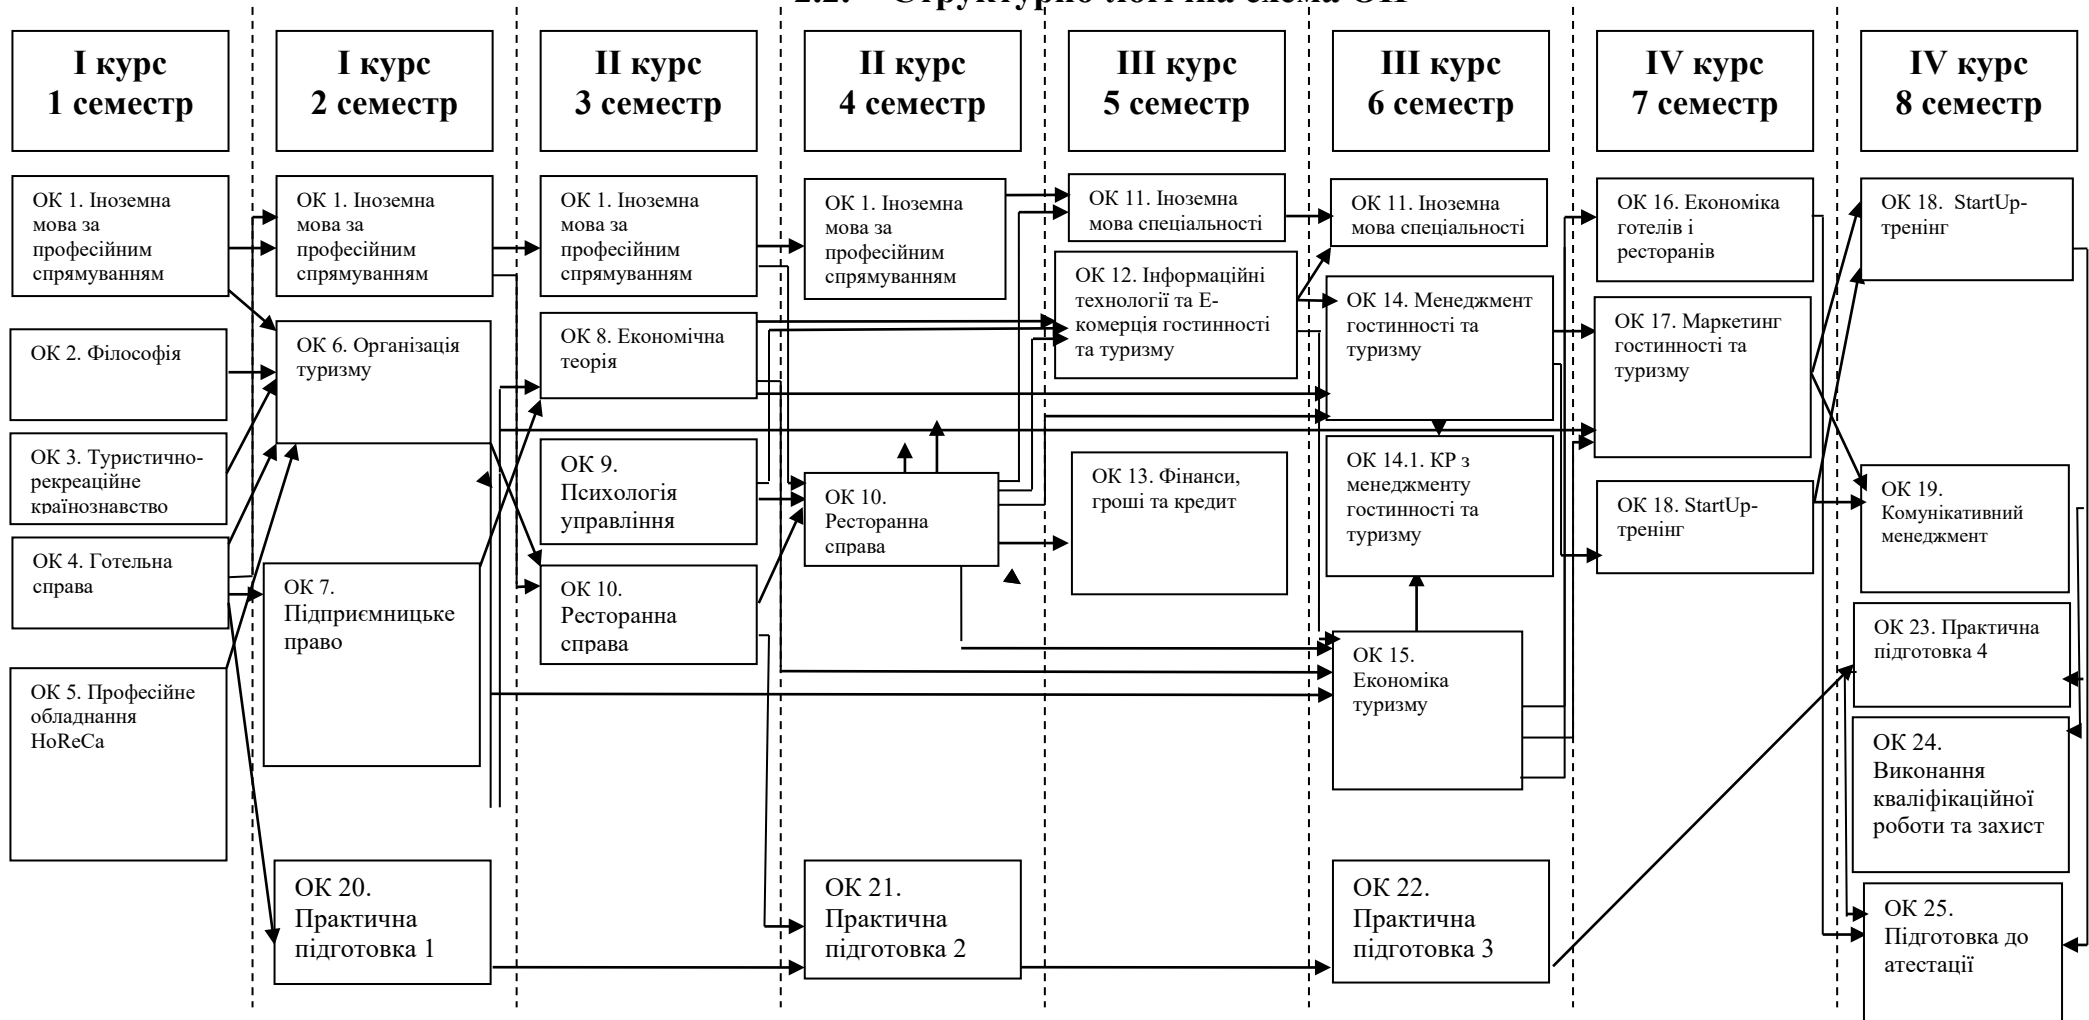 2.2. Структурно-логічна схема ОП
І курс
1 семестр
І курс
2 семестр
ІІ курс
3 семестр
ІІ курс
4 семестр
ІІІ курс
5 семестр
ІІІ курс
6 семестр
IV курс
7 семестр
IV курс
8 семестр
ОК 1. Іноземна
мова за
професійним
спрямуванням
ОК 2. Філософія
ОК 3. Туристично-
рекреаційне
країнознавство
ОК 4. Готельна
справа
ОК 5. Професійне
обладнання
HoReCa
ОК 1. Іноземна
мова за
професійним
спрямуванням
ОК 6. Організація
туризму
ОК 7.
Підприємницьке
право
ОК 20.
Практична
підготовка 1
ОК 1. Іноземна
мова за
професійним
спрямуванням
ОК 8. Економічна
теорія
ОК 9.
Психологія
управління
ОК 10.
Ресторанна
справа
ОК 1. Іноземна
мова за
професійним
спрямуванням
ОК 10.
Ресторанна
справа
ОК 21.
Практична
підготовка 2
ОК 11. Іноземна
мова спеціальності
ОК 12. Інформаційні
технології та Е-
комерція гостинності
та туризму
ОК 13. Фінанси,
гроші та кредит
ОК 11. Іноземна
мова спеціальності
ОК 14. Менеджмент
гостинності та
туризму
ОК 14.1. КР з
менеджменту
гостинності та
туризму
ОК 15.
Економіка
туризму
ОК 22.
Практична
підготовка 3
ОК 16. Економіка
готелів і
ресторанів
ОК 17. Маркетинг
гостинності та
туризму
ОК 18. StartUp-
тренінг
ОК 18. StartUp-
тренінг
ОК 19.
Комунікативний
менеджмент
ОК 23. Практична
підготовка 4
ОК 24.
Виконання
кваліфікаційної
роботи та захист
ОК 25.
Підготовка до
атестації